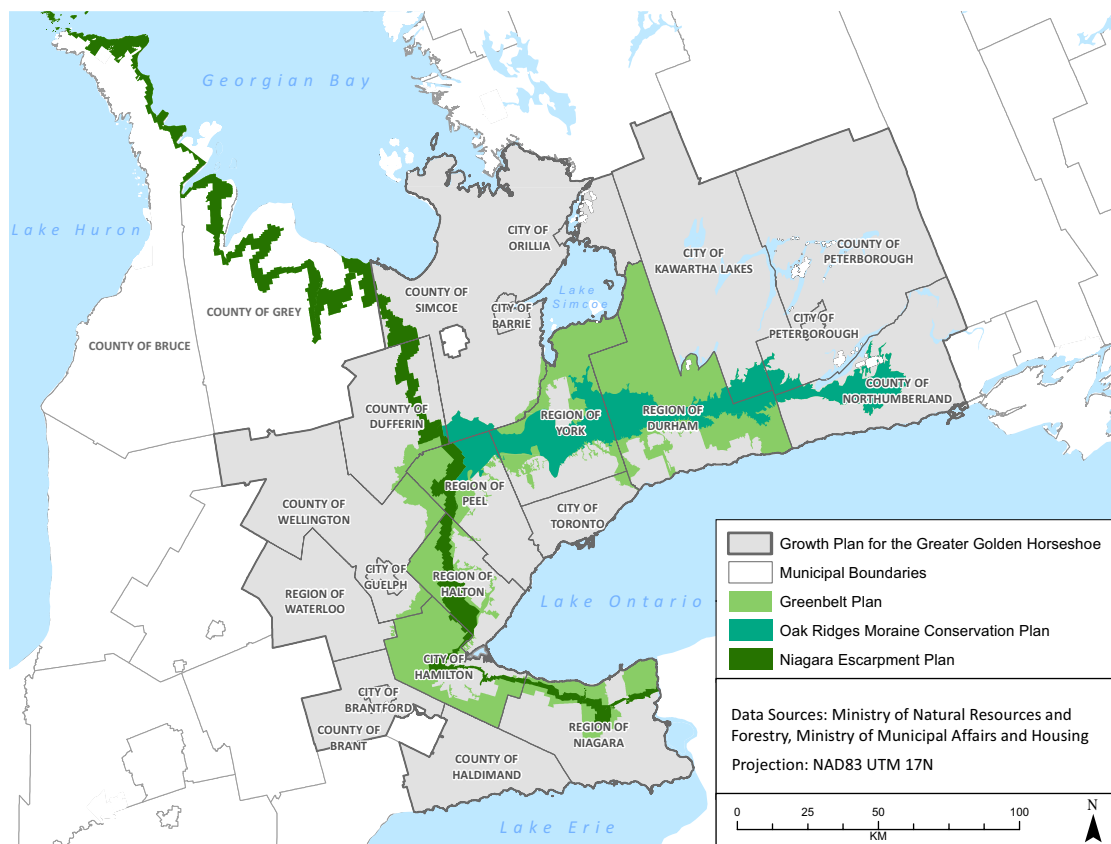 Georgian Bay
Lake Huron
CITY OF
ORILLIA
COUNTY OF
PETERBOROUGH
CITY OF
KAWARTHA LAKES
COUNTY OF
SIMCOE
Lake
Simcoe
CITY OF
BARRIE
COUNTY OF GREY
CITY OF
PETERBOROUGH
COUNTY OF BRUCE
COUNTY OF
NORTHUMBERLAND
COUNTY OF
DUFFERIN
REGION OF
YORK
REGION OF
DURHAM
REGION OF
PEEL
COUNTY OF
WELLINGTON
CITY OF
TORONTO
CITY OF
GUELPH
REGION OF
HALTON
REGION OF
WATERLOO
Lake Ontario
CITY OF
HAMILTON
CITY OF
BRANTFORD
COUNTY OF
BRANT
REGION OF
NIAGARA
COUNTY OF
HALDIMAND
Lake Erie
Growth Plan for the Greater Golden Horseshoe
Municipal Boundaries
Greenbelt Plan
Oak Ridges Moraine Conservation Plan
Niagara Escarpment Plan
Data Sources: Ministry of Natural Resources and
Forestry, Ministry of Municipal Affairs and Housing
Projection: NAD83 UTM 17N
0 25 50 100
KM
N